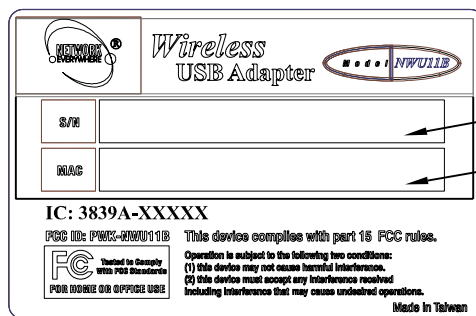 NETWORK
EVERYWHERE
®
Wireless
USB Adapter
Model NWU11B
S/N
MAC
IC: 3839A-XXXXX
FCC ID: PWK-NWU11B
This device complies with part 15 FCC rules.
FC
Tested to Comply
With FCC Standards
FOR HOME OR OFFICE USE
Operation is subject to the following two conditions:
(1) this device may not cause harmful interference.
(2) this device must accept any interference received
including interference that may cause undesired operations.
Made in Taiwan